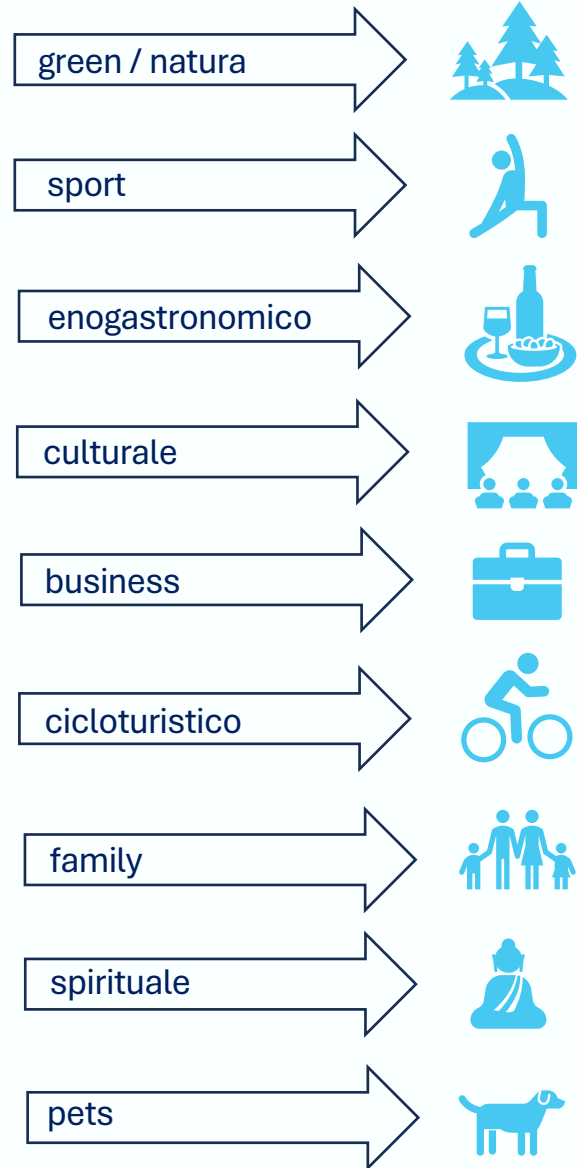 green / natura
sport
enogastronomico
culturale
business
cicloturistico
family
spirituale
pets